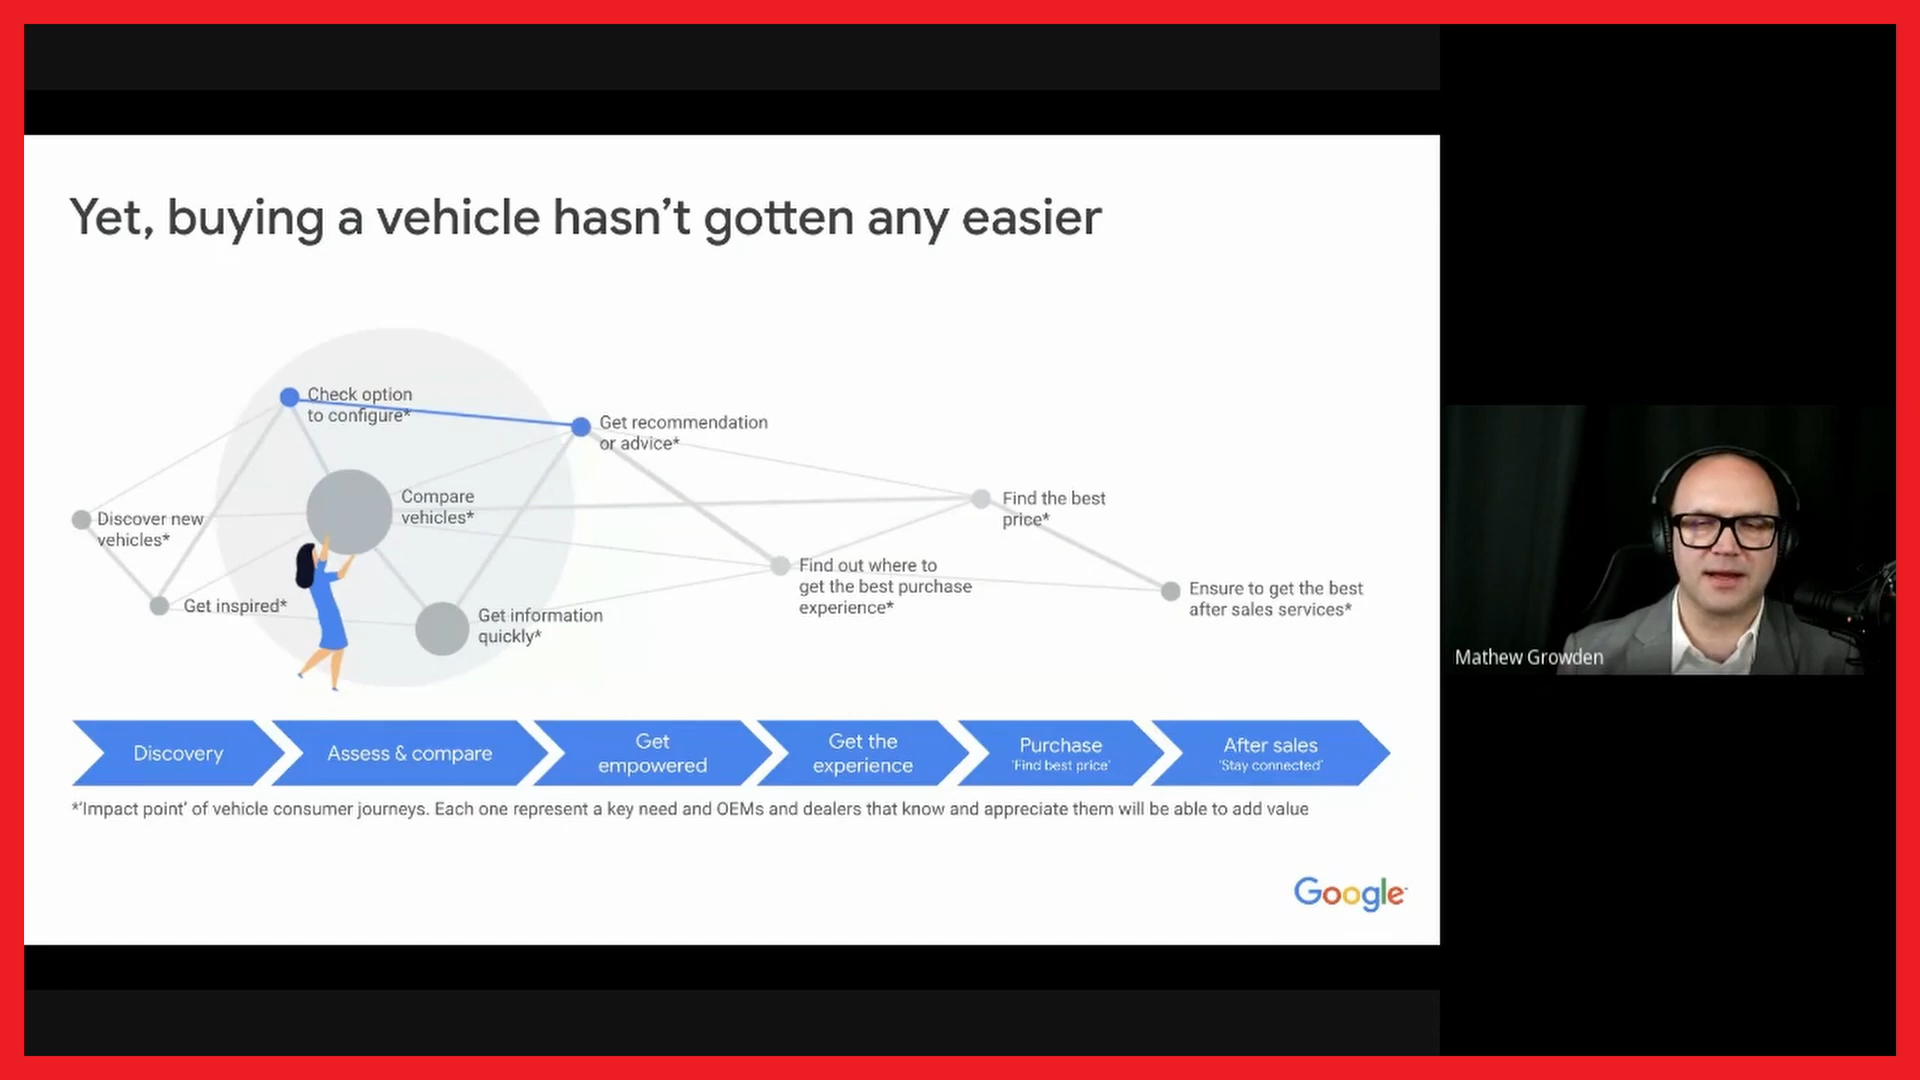 Yet, buying a vehicle hasn't gotten any easier
Check option
to configure*
Get recommendation
or advice*
Compare
vehicles*
Find the best
price*
Discover new
vehicles*
Find out where to
get the best purchase
experience*
Ensure to get the best
after sales services*
Get inspired*
Get information
quickly*
Mathew Growden
Discovery
Assess & compare
Get
empowered
Get the
experience
Purchase
'Find best price'
After sales
'Stay connected'
*'Impact point' of vehicle consumer journeys. Each one represent a key need and OEMs and dealers that know and appreciate them will be able to add value
Google